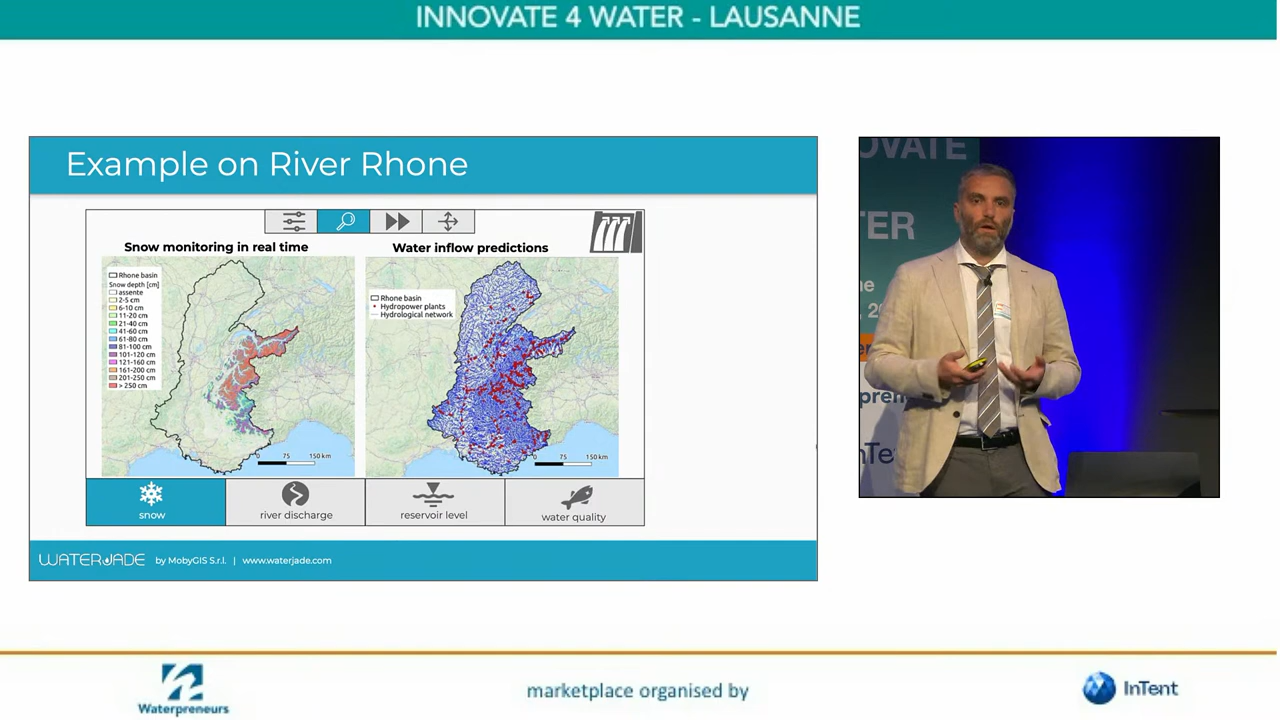 INNOVATE 4 WATER - LAUSANNE
Example on River Rhone
Snow monitoring in real time
Water inflow predictions
Rhone basin
Snow depth [cm]
assente
2-5 cm
6-10 cm
11-20 cm
21-40 cm
41-60 cm
61-80 cm
81-100 cm
101-120 cm
121-160 cm
161-200 cm
201-250 cm
> 250 cm
75 150 km
Rhone basin
Hydropower plants
Hydrological network
75 150 km
snow
river discharge
reservoir level
water quality
WATERJADE by MobyGIS S.r.l. | www.waterjade.com
OVATE
TER
InTe
Waterpreneurs
marketplace organised by
InTent